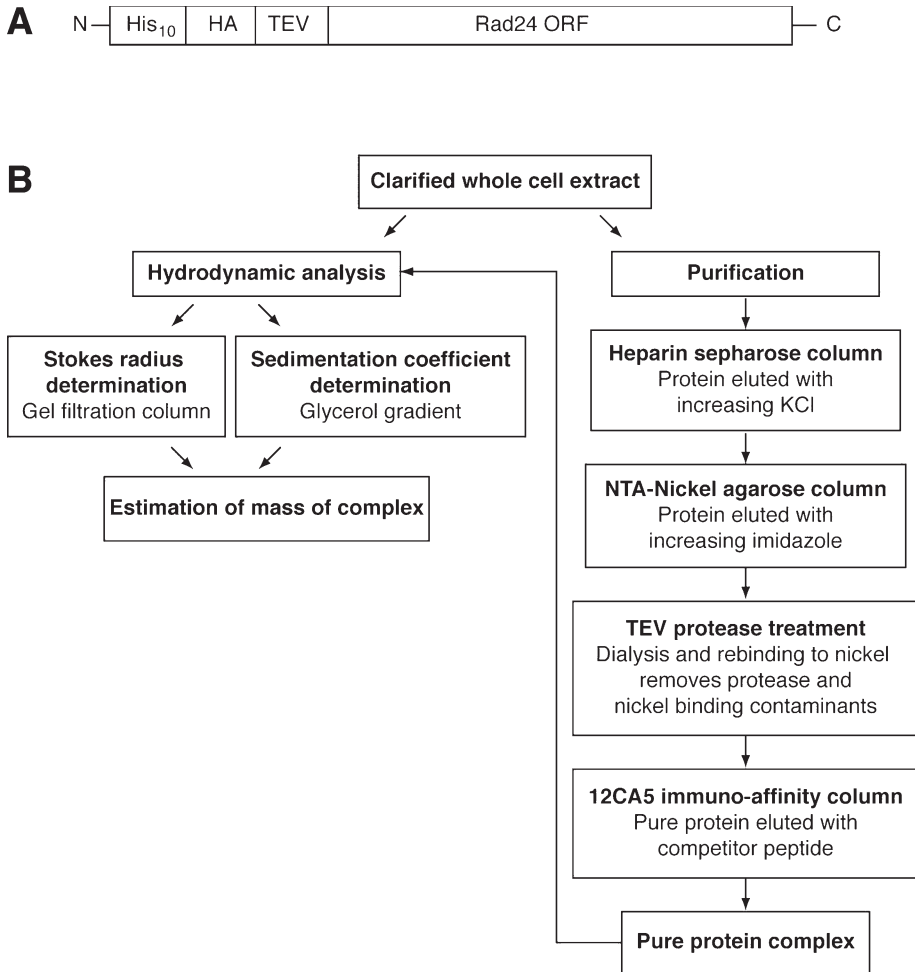 A
N
His10
HA
TEV
Rad24 ORF
C
B
Clarified whole cell extract
Hydrodynamic analysis
Purification
Stokes radius
determination
Gel filtration column
Sedimentation coefficient
determination
Glycerol gradient
Heparin sepharose column
Protein eluted with
increasing KCl
Estimation of mass of complex
NTA-Nickel agarose column
Protein eluted with
increasing imidazole
TEV protease treatment
Dialysis and rebinding to nickel
removes protease and
nickel binding contaminants
12CA5 immuno-affinity column
Pure protein eluted with
competitor peptide
Pure protein complex